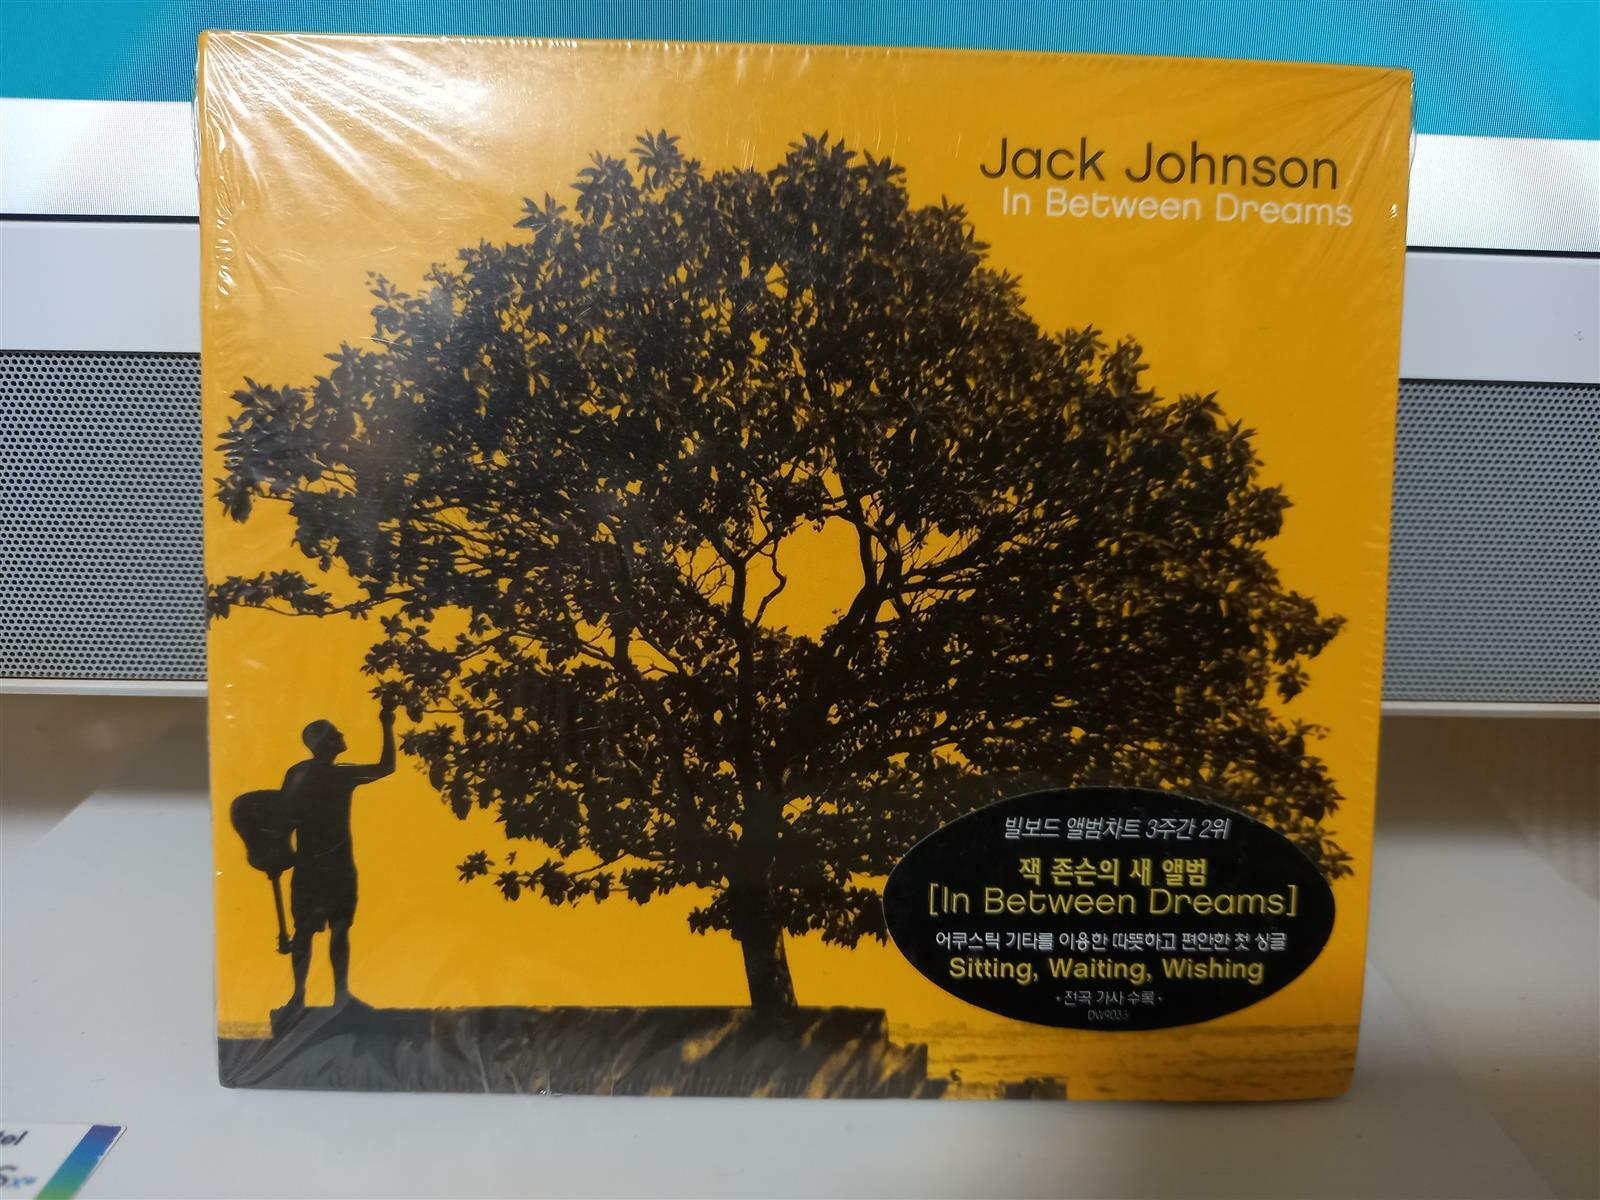 Jack Johnson
In Between Dreams
빌보드 앨범차트 3주간 2위
잭 존슨의 새 앨범
[In Between Dreams]
어쿠스틱 기타를 이용한 따뜻하고 편안한 첫 싱글
Sitting, Waiting, Wishing
· 전곡 가사 수록 ·
DW9033